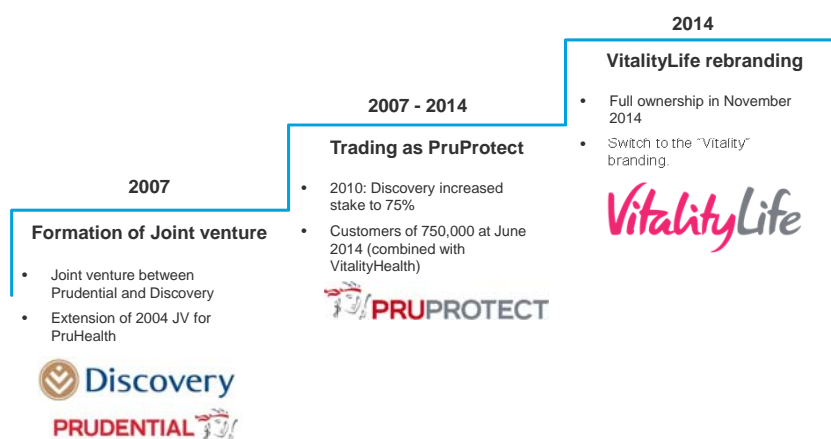 2007
Formation of Joint venture
• Joint venture between
Prudential and Discovery
• Extension of 2004 JV for
PruHealth
Discovery
PRUDENTIAL
2007 - 2014
Trading as PruProtect
• 2010: Discovery increased
stake to 75%
• Customers of 750,000 at June
2014 (combined with
VitalityHealth)
PRUPROTECT
2014
VitalityLife rebranding
• Full ownership in November
2014
• Switch to the "Vitality"
branding.
VitalityLife